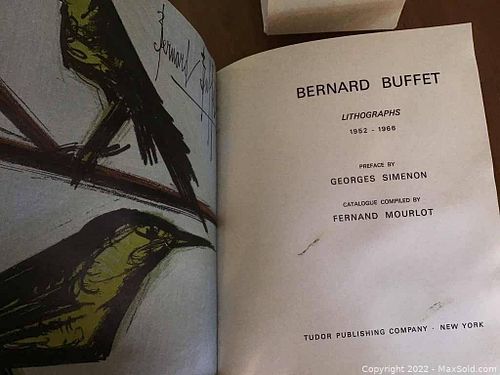 Bernard
BERNARD BUFFET
LITHOGRAPHS
1952 - 1966
PREFACE BY
GEORGES SIMENON
CATALOGUE COMPILED BY
FERNAND MOURLOT
TUDOR PUBLISHING COMPANY · NEW YORK
Copyright © 2022 - MaxSold.com